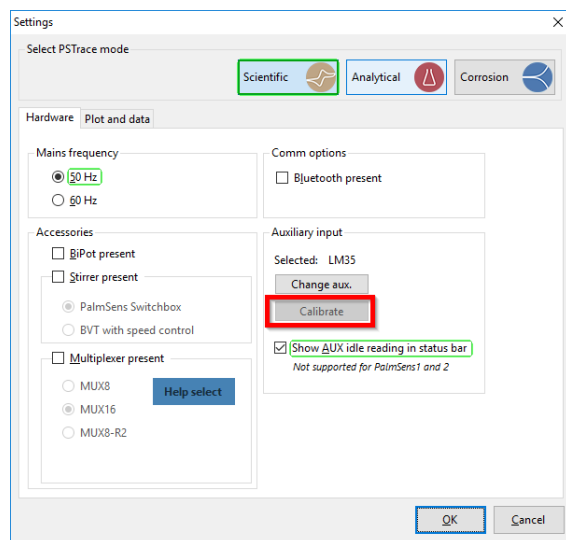 Settings
Select PSTrace mode
Scientific
Analytical
Corrosion
Hardware
Plot and data
Mains frequency
50 Hz
60 Hz
Comm options
Bluetooth present
Accessories
BiPot present
Stirrer present
PalmSens Switchbox
BVT with speed control
Multiplexer present
MUX8
Help select
MUX16
MUX8-R2
Auxiliary input
Selected: LM35
Change aux.
Calibrate
Show AUX idle reading in status bar
Not supported for PalmSens1 and 2
OK
Cancel